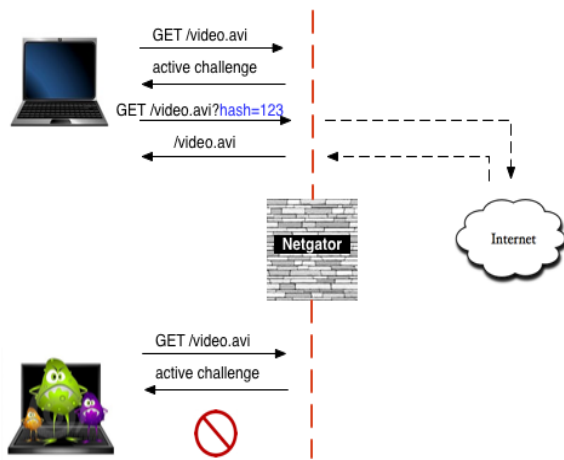 GET /video.avi
active challenge
GET /video.avi?hash=123
/video.avi
Netgator
Internet
GET /video.avi
active challenge